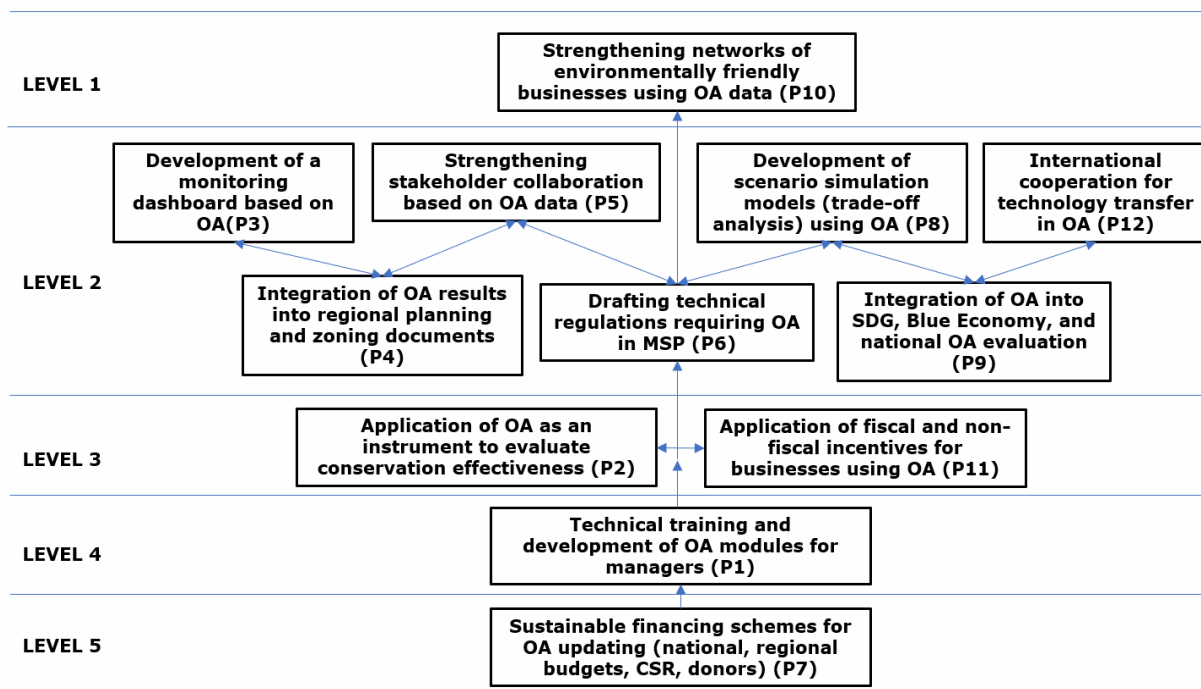 LEVEL 1
Strengthening networks of
environmentally friendly
businesses using OA data (P10)
LEVEL 2
Development of a
monitoring
dashboard based on
OA(P3)
Strengthening
stakeholder collaboration
based on OA data (P5)
Development of
scenario simulation
models (trade-off
analysis) using OA (P8)
International
cooperation for
technology transfer
in OA (P12)
Integration of OA results
into regional planning
and zoning documents
(P4)
Drafting technical
regulations requiring OA
in MSP (P6)
Integration of OA into
SDG, Blue Economy, and
national OA evaluation
(P9)
LEVEL 3
Application of OA as an
instrument to evaluate
conservation effectiveness (P2)
Application of fiscal and non-
fiscal incentives for
businesses using OA (P11)
LEVEL 4
Technical training and
development of OA modules for
managers (P1)
LEVEL 5
Sustainable financing schemes for
OA updating (national, regional
budgets, CSR, donors) (P7)